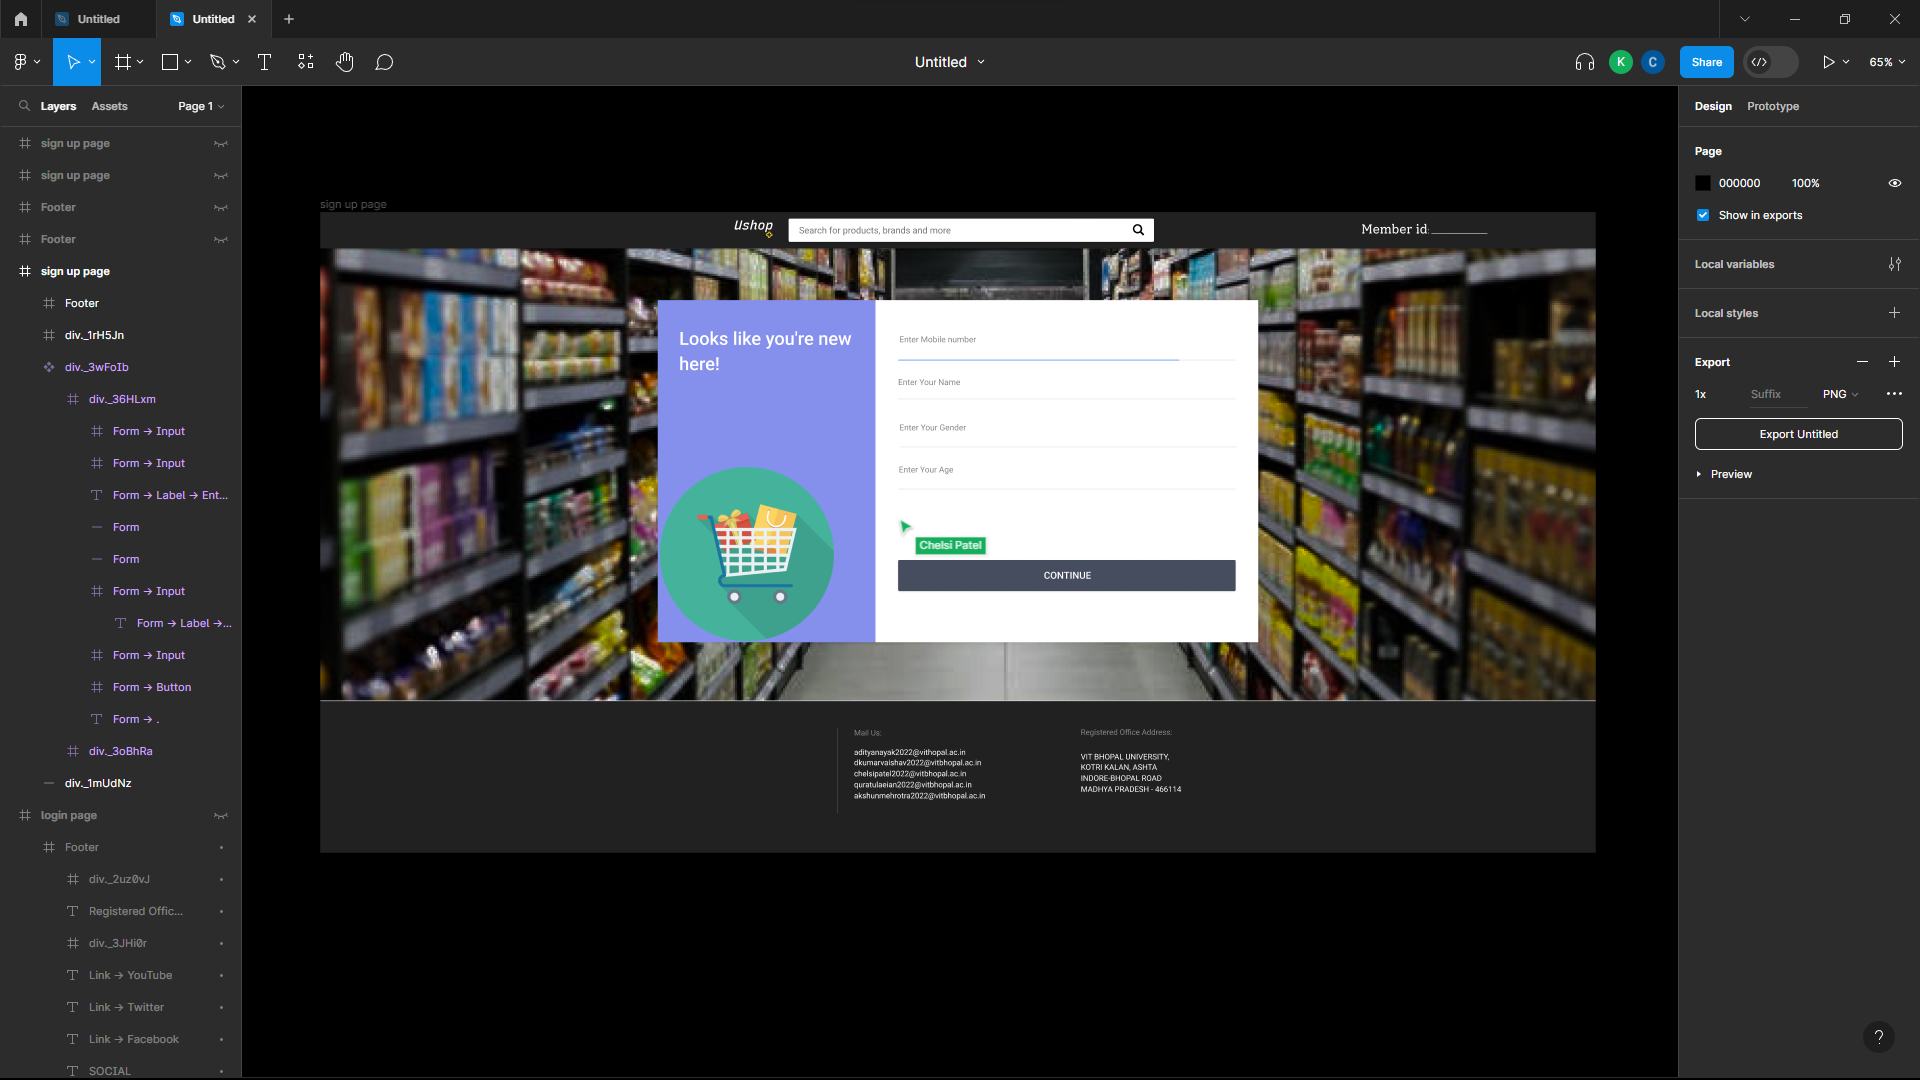 Untitled
Untitled
Untitled
K
C
Share
65%
Layers
Assets
Page 1
sign up page
sign up page
Footer
Footer
sign up page
Footer
div._1rH5Jn
div._3wFoIb
div._36HLxm
Form → Input
Form → Input
Form → Label → Ent...
Form
Form
Form → Input
Form → Label →...
Form → Input
Form → Button
Form → .
div._3oBhRa
div._1mUdNz
login page
Footer
div._2uz0vJ
Registered Offic...
div._3JHi0r
Link → YouTube
Link → Twitter
Link → Facebook
SOCIAL
sign up page
Ushop
Search for products, brands and more
Member id:________
Looks like you're new
here!
Enter Mobile number
Enter Your Name
Enter Your Gender
Enter Your Age
Chelsi Patel
CONTINUE
Mail Us:
adityanayak2022@vithopal.ac.in
dkumarvaishav2022@vitbhopal.ac.in
chelsipatel2022@vitbhopal.ac.in
quratulaeian2022@vitbhopal.ac.in
akshunmehrotra2022@vitbhopal.ac.in
Registered Office Address:
VIT BHOPAL UNIVERSITY,
KOTRI KALAN, ASHTA
INDORE-BHOPAL ROAD
MADHYA PRADESH - 466114
Design
Prototype
Page
000000
100%
Show in exports
Local variables
Local styles
Export
1x
Suffix
PNG
Export Untitled
Preview
?